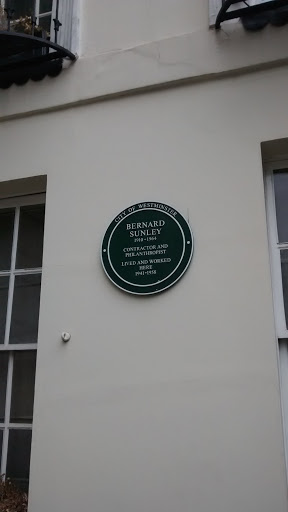 CITY OF WESTMINSTER
BERNARD
SUNLEY
1910 - 1964
CONTRACTOR AND
PHILANTHROPIST
LIVED AND WORKED
HERE
1941-1958